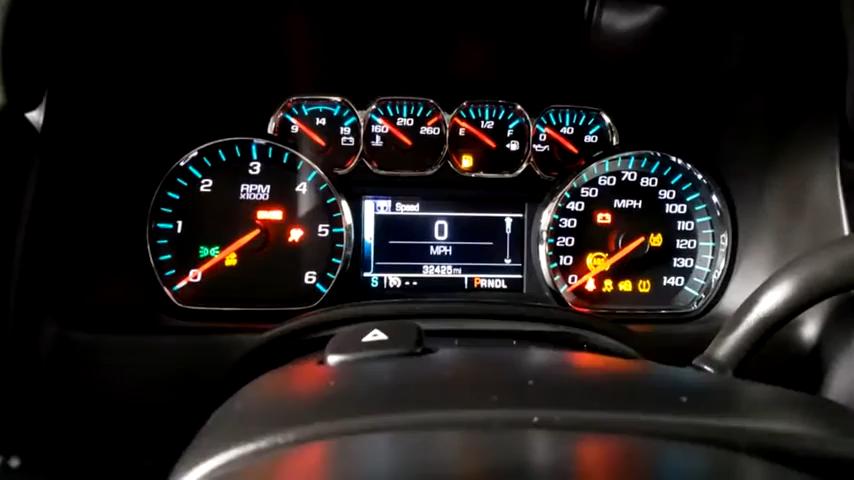 9 14 19
160 210 260
E 1/2 F
0 40 80
0 1 2 3 4 5 6
RPM
x1000
Speed
0
MPH
32425 mi
S -- PRNDL
0 10 20 30 40 50 60 70 80 90 100 110 120 130 140
MPH
ABS